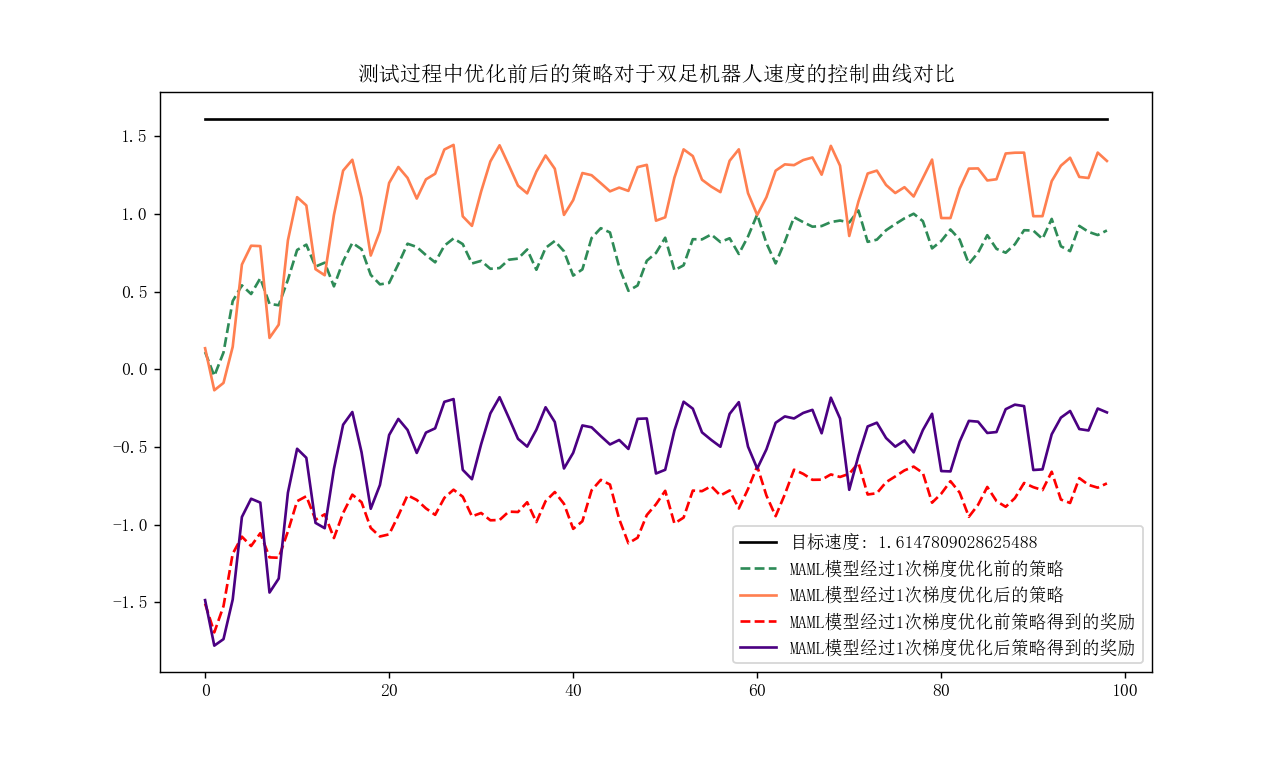 测试过程中优化前后的策略对于双足机器人速度的控制曲线对比
1.5
1.0
0.5
0.0
−0.5
−1.0
−1.5
0 20 40 60 80 100
目标速度: 1.6147809028625488
MAML模型经过1次梯度优化前的策略
MAML模型经过1次梯度优化后的策略
MAML模型经过1次梯度优化前策略得到的奖励
MAML模型经过1次梯度优化后策略得到的奖励